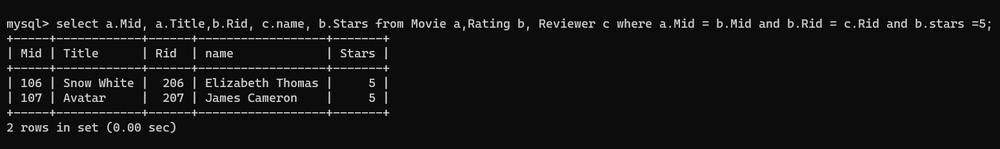 mysql> select a.Mid, a.Title,b.Rid, c.name, b.Stars from Movie a,Rating b, Reviewer c where a.Mid = b.Mid and b.Rid = c.Rid and b.stars =5;
+-----+------------+------+------------------+-------+
| Mid | Title      | Rid  | name             | Stars |
+-----+------------+------+------------------+-------+
| 106 | Snow White |  206 | Elizabeth Thomas |     5 |
| 107 | Avatar     |  207 | James Cameron    |     5 |
+-----+------------+------+------------------+-------+
2 rows in set (0.00 sec)